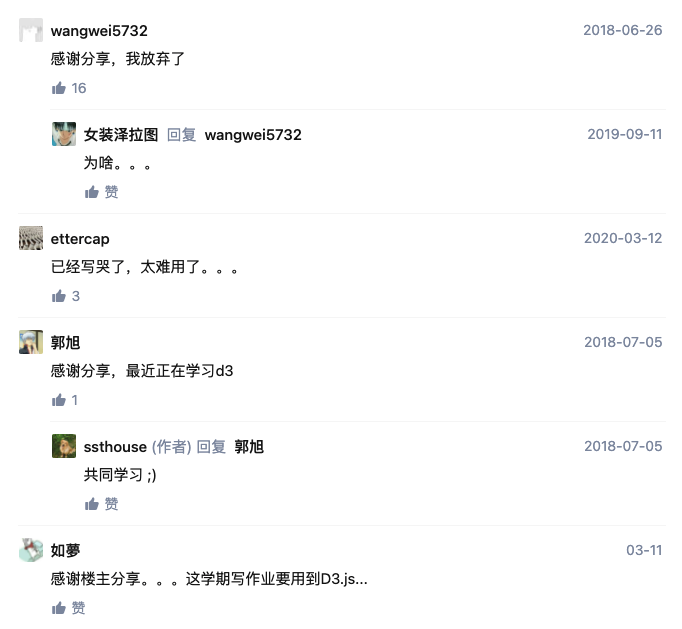 wangwei5732 2018-06-26
感谢分享，我放弃了
16
女装泽拉图 回复 wangwei5732 2019-09-11
为啥。。。
赞
ettercap 2020-03-12
已经写哭了，太难用了。。。
3
郭旭 2018-07-05
感谢分享，最近正在学习d3
1
ssthouse (作者) 回复 郭旭 2018-07-05
共同学习 ;)
赞
如夢 03-11
感谢楼主分享。。。这学期写作业要用到D3.js...
赞